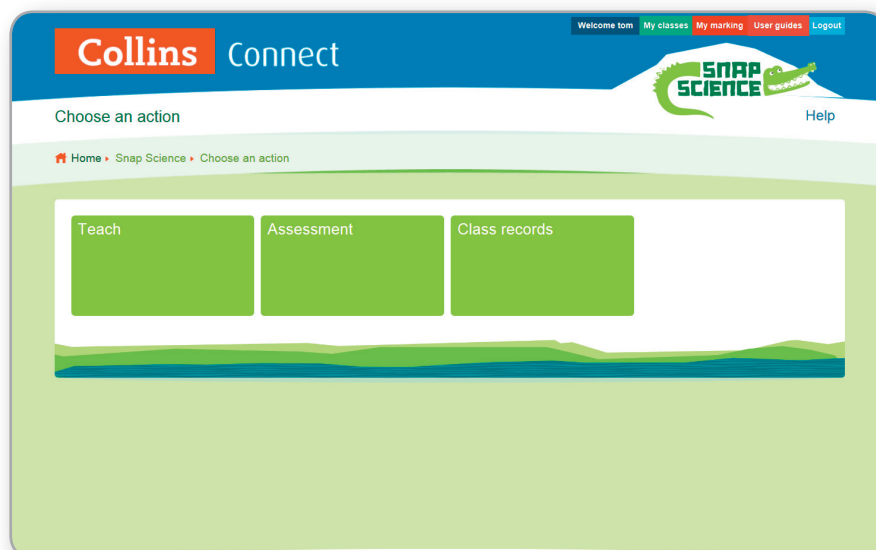 Welcome tom My classes My marking User guides Logout
Collins Connect
SNAP
SCIENCE
Choose an action
Help
Home ▸ Snap Science ▸ Choose an action
Teach
Assessment
Class records